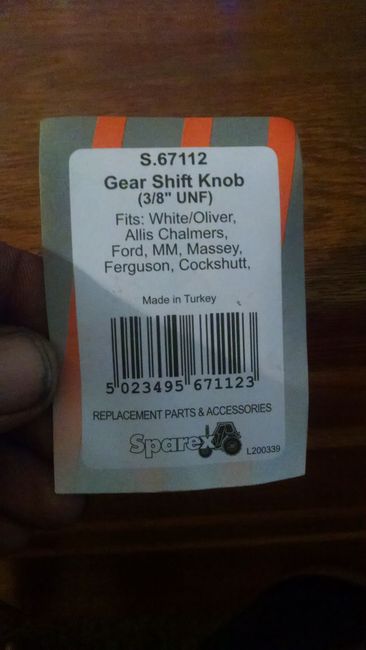 S.67112
Gear Shift Knob
(3/8" UNF)
Fits: White/Oliver,
Allis Chalmers,
Ford, MM, Massey,
Ferguson, Cockshutt,
Made in Turkey
5 023495 671123
REPLACEMENT PARTS & ACCESSORIES
Sparex
L200339